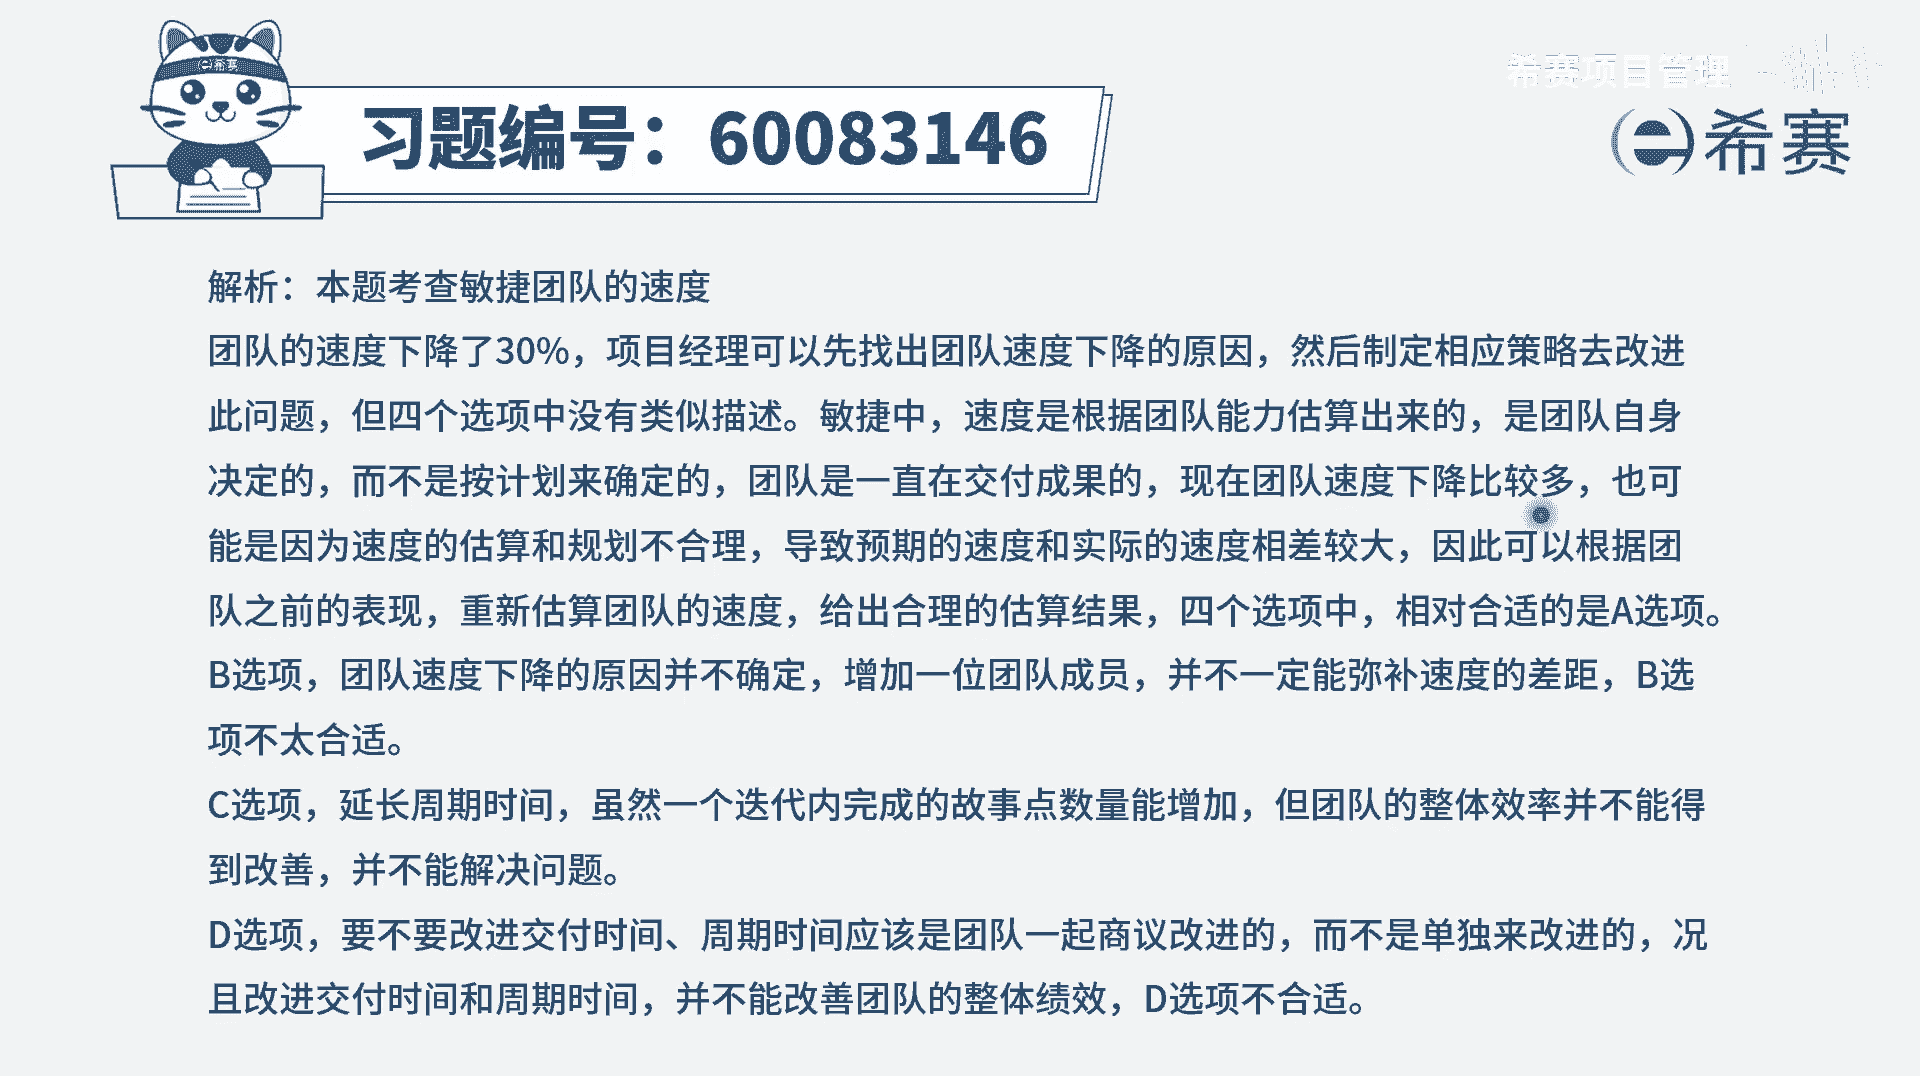 希赛
希赛项目管理
习题编号：60083146
希赛
解析：本题考查敏捷团队的速度
团队的速度下降了30%，项目经理可以先找出团队速度下降的原因，然后制定相应策略去改进
此问题，但四个选项中没有类似描述。敏捷中，速度是根据团队能力估算出来的，是团队自身
决定的，而不是按计划来确定的，团队是一直在交付成果的，现在团队速度下降比较多，也可
能是因为速度的估算和规划不合理，导致预期的速度和实际的速度相差较大，因此可以根据团
队之前的表现，重新估算团队的速度，给出合理的估算结果，四个选项中，相对合适的是A选项。
B选项，团队速度下降的原因并不确定，增加一位团队成员，并不一定能弥补速度的差距，B选
项不太合适。
C选项，延长周期时间，虽然一个迭代内完成的故事点数量能增加，但团队的整体效率并不能得
到改善，并不能解决问题。
D选项，要不要改进交付时间、周期时间应该是团队一起商议改进的，而不是单独来改进的，况
且改进交付时间和周期时间，并不能改善团队的整体绩效，D选项不合适。